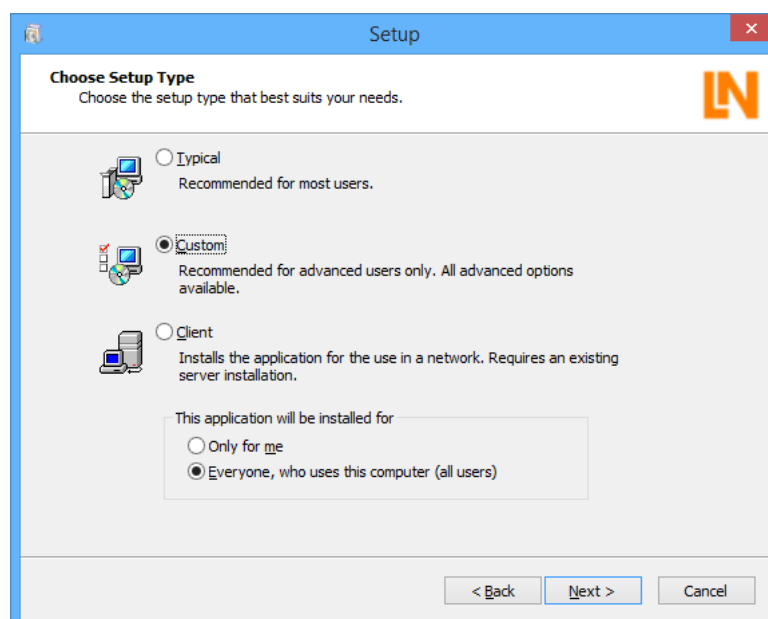 Setup
Choose Setup Type
Choose the setup type that best suits your needs.
LN
Typical
Recommended for most users.
Custom
Recommended for advanced users only. All advanced options
available.
Client
Installs the application for the use in a network. Requires an existing
server installation.
This application will be installed for
Only for me
Everyone, who uses this computer (all users)
< Back
Next >
Cancel